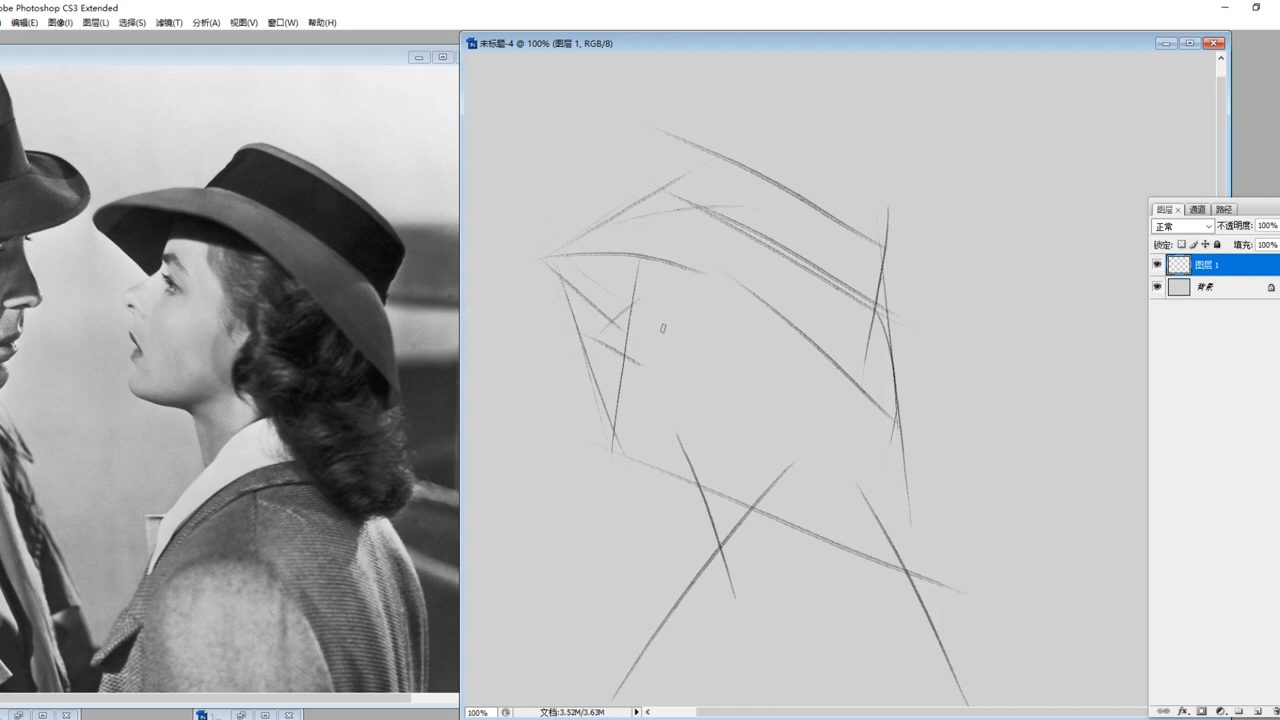 obe Photoshop CS3 Extended
编辑(E) 图像(I) 图层(L) 选择(S) 滤镜(T) 分析(A) 视图(V) 窗口(W) 帮助(H)
未标题-4 @ 100% (图层 1, RGB/8)
图层 × 通道 路径
正常 不透明度: 100%
锁定: 填充: 100%
图层 1
背景
100% 文档:3.52M/3.63M